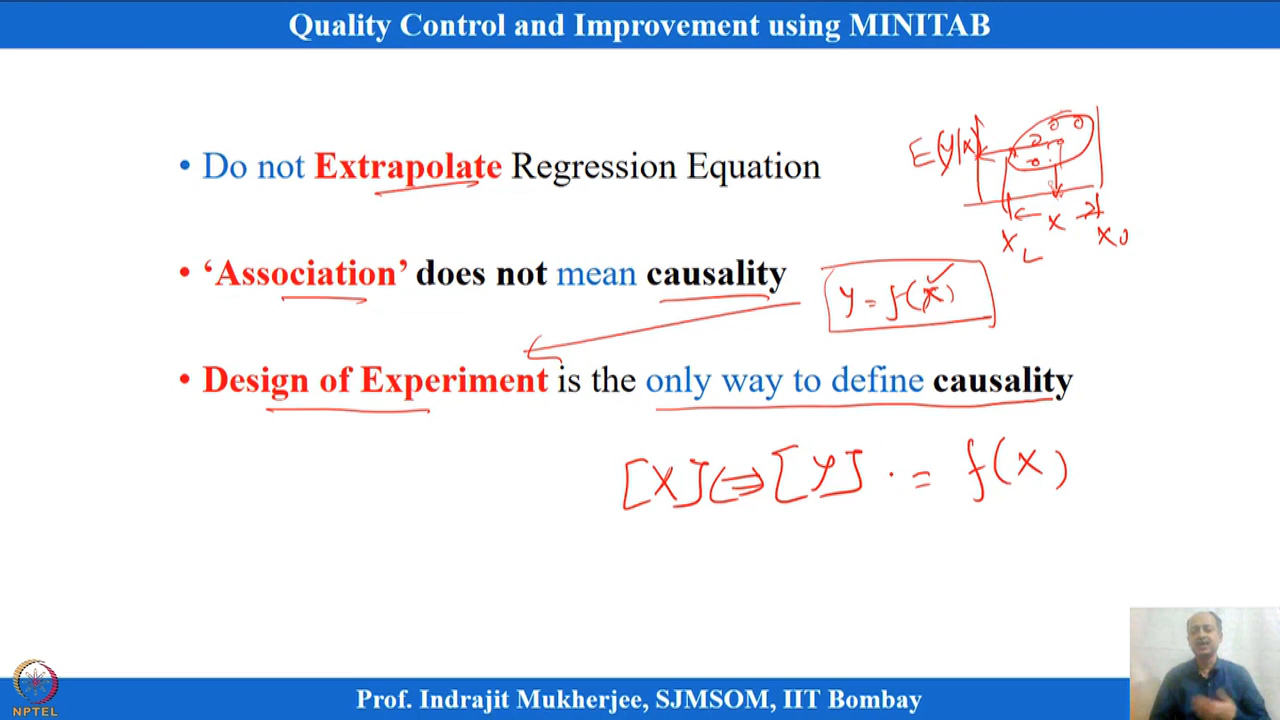 Quality Control and Improvement using MINITAB
• Do not Extrapolate Regression Equation
E(y|x)
x
x L
x U
• ‘Association’ does not mean causality
y = f(x)
• Design of Experiment is the only way to define causality
[X] ⇔ [Y] . = f(x)
NPTEL
Prof. Indrajit Mukherjee, SJMSOM, IIT Bombay